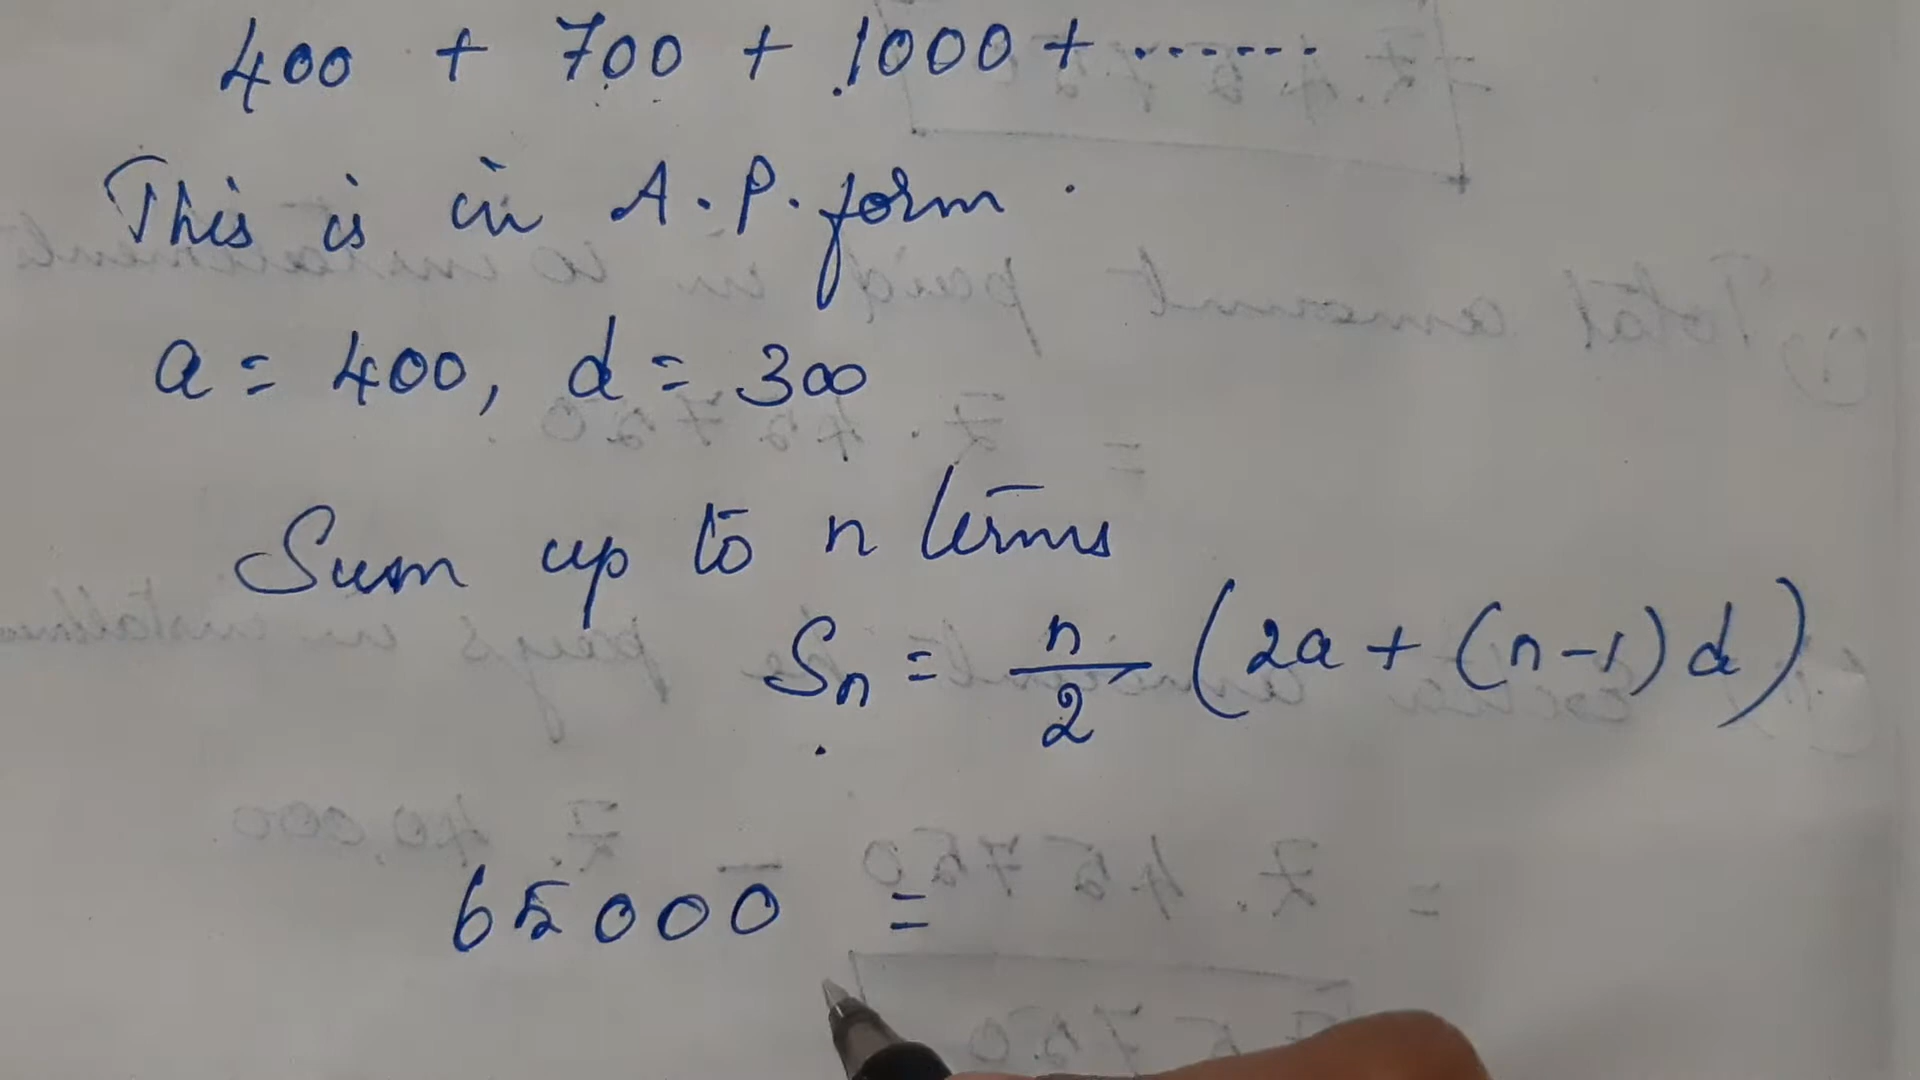 400 + 700 + 1000 + ......
This is in A.P. form.
a = 400, d = 300
Sum up to n terms
Sn = n/2 (2a + (n-1) d)
65000 =